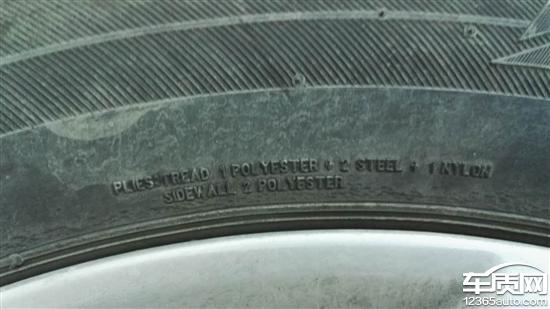 PLIES: TREAD 1 POLYESTER + 2 STEEL + 1 NYLON
SIDEWALL 2 POLYESTER
车质网
12365auto.com